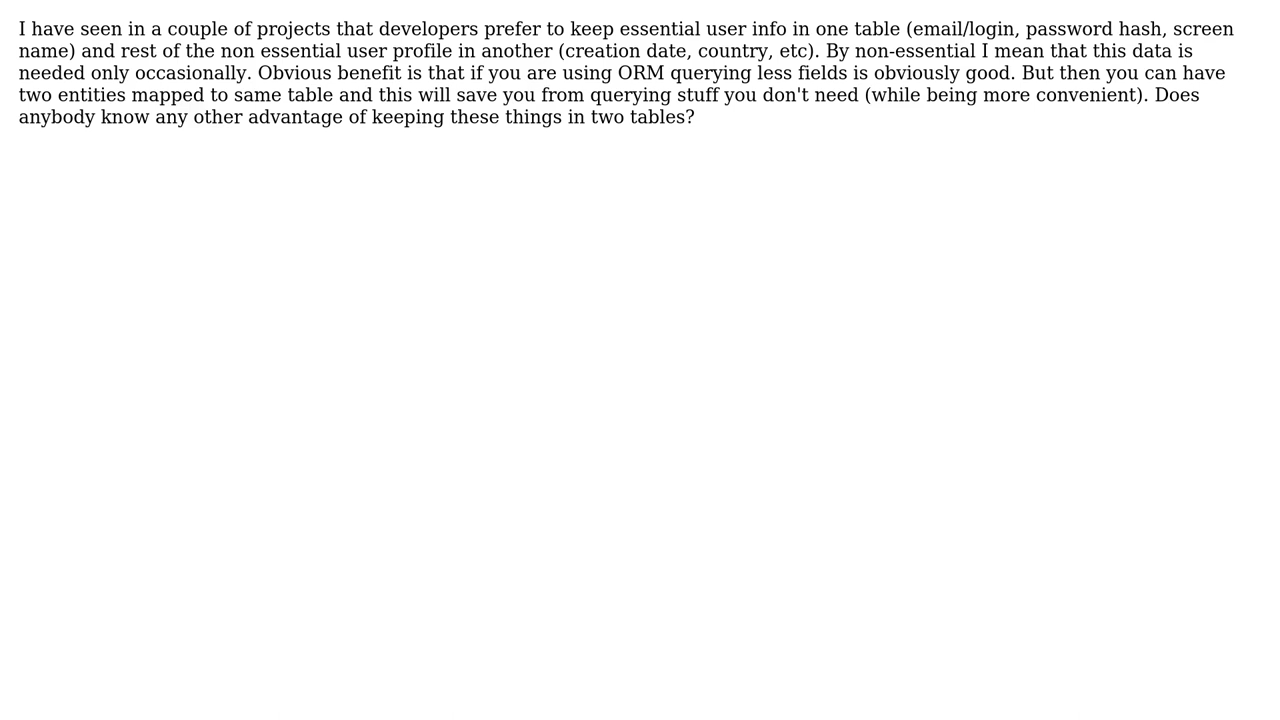 I have seen in a couple of projects that developers prefer to keep essential user info in one table (email/login, password hash, screen
name) and rest of the non essential user profile in another (creation date, country, etc). By non-essential I mean that this data is
needed only occasionally. Obvious benefit is that if you are using ORM querying less fields is obviously good. But then you can have
two entities mapped to same table and this will save you from querying stuff you don't need (while being more convenient). Does
anybody know any other advantage of keeping these things in two tables?